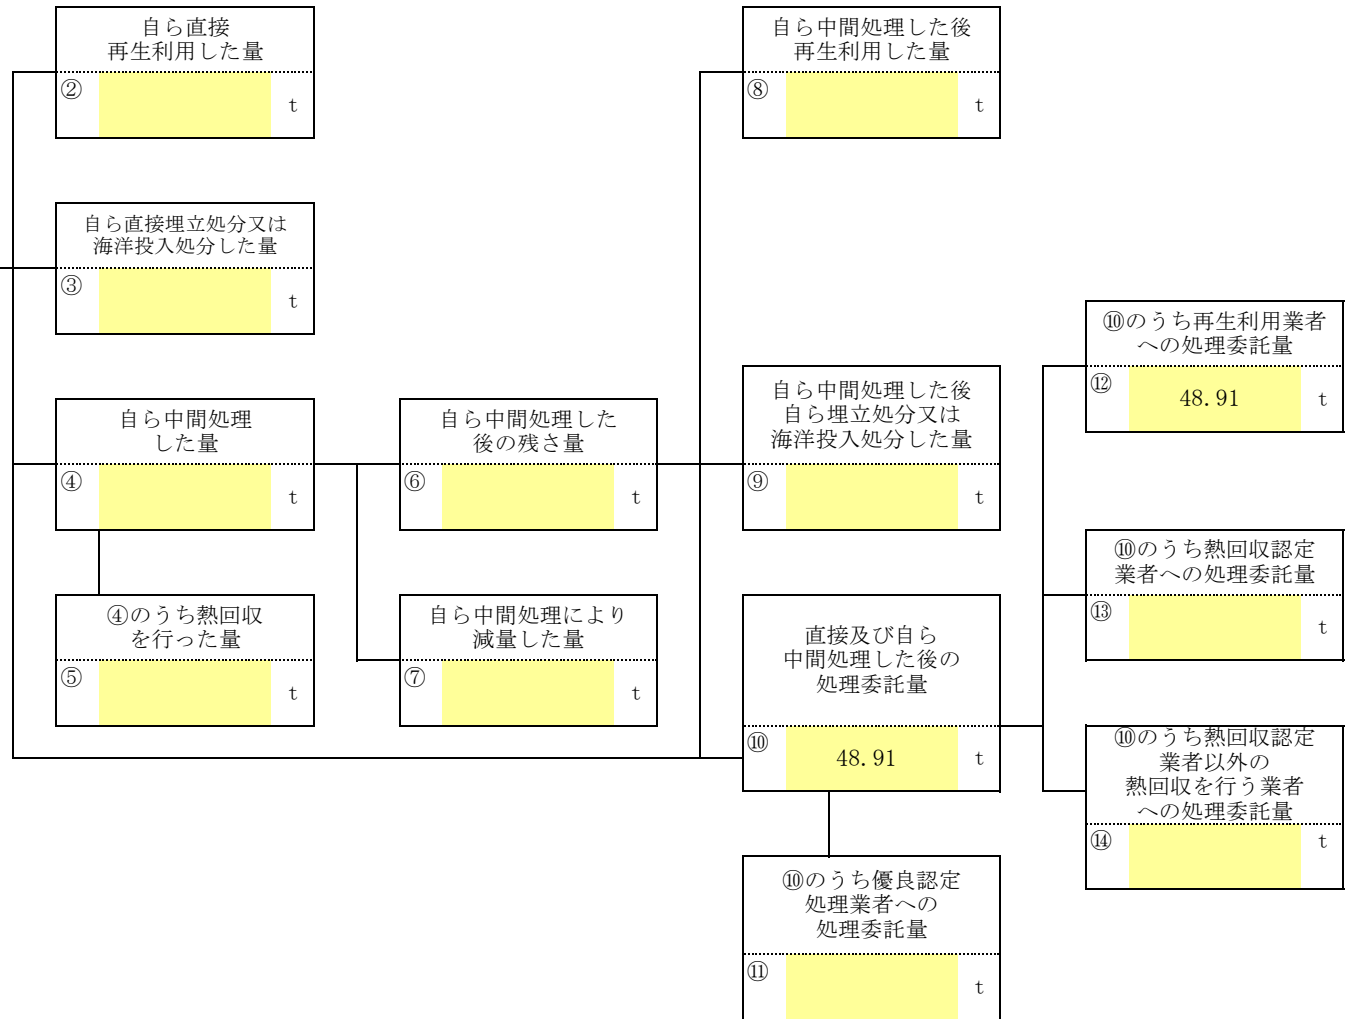 自ら直接
再生利用した量
②
t
自ら中間処理した後
再生利用した量
⑧
t
自ら直接埋立処分又は
海洋投入処分した量
③
t
⑩のうち再生利用業者
への処理委託量
⑫
48.91
t
自ら中間処理
した量
④
t
自ら中間処理した
後の残さ量
⑥
t
自ら中間処理した後
自ら埋立処分又は
海洋投入処分した量
⑨
t
⑩のうち熱回収認定
業者への処理委託量
⑬
t
④のうち熱回収
を行った量
⑤
t
自ら中間処理により
減量した量
⑦
t
直接及び自ら
中間処理した後の
処理委託量
⑩
48.91
t
⑩のうち熱回収認定
業者以外の
熱回収を行う業者
への処理委託量
⑭
t
⑩のうち優良認定
処理業者への
処理委託量
⑪
t